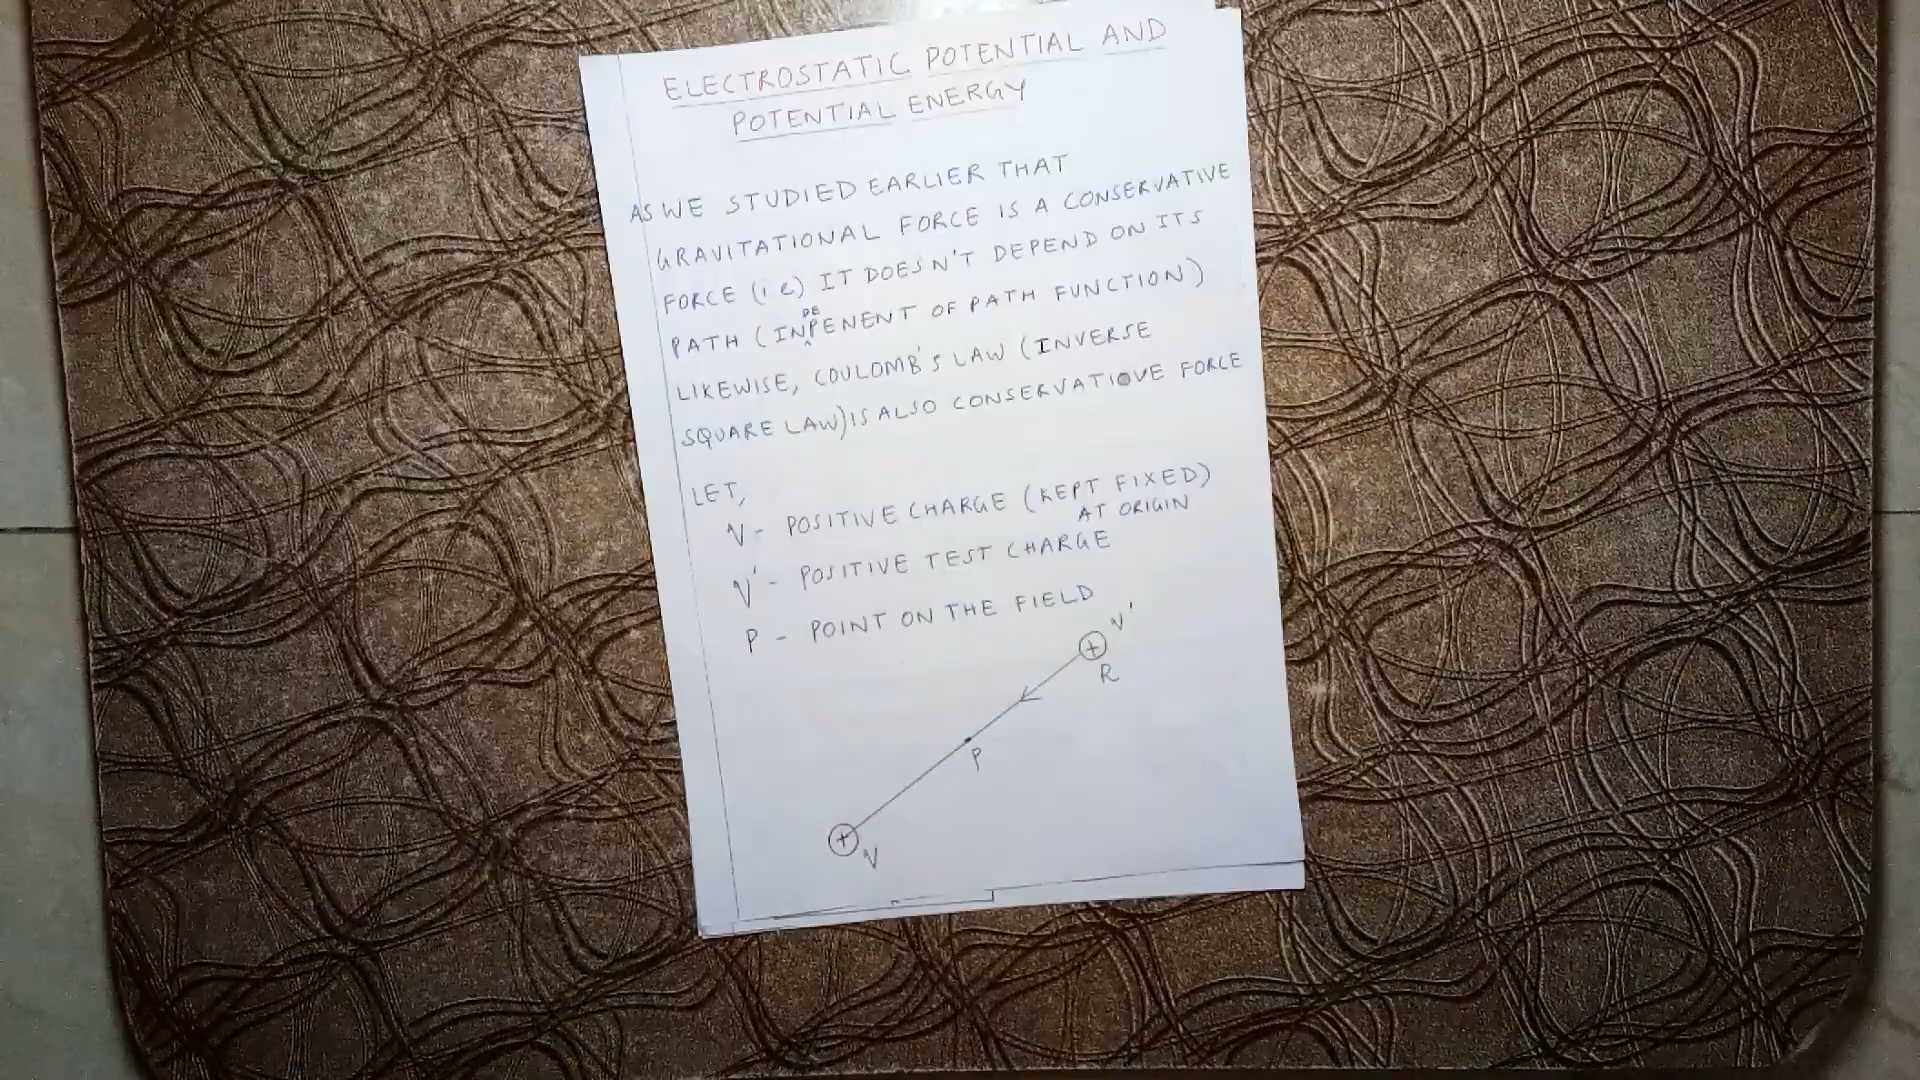 ELECTROSTATIC POTENTIAL AND
POTENTIAL ENERGY
AS WE STUDIED EARLIER THAT
GRAVITATIONAL FORCE IS A CONSERVATIVE
FORCE (i e) IT DOESN'T DEPEND ON ITS
DE
PATH (INPENENT OF PATH FUNCTION)
LIKEWISE, COULOMB'S LAW (INVERSE
SQUARE LAW) IS ALSO CONSERVATIOVE FORCE
LET,
V - POSITIVE CHARGE (KEPT FIXED)
AT ORIGIN
V' - POSITIVE TEST CHARGE
P - POINT ON THE FIELD
+ V'
R
P
+ V